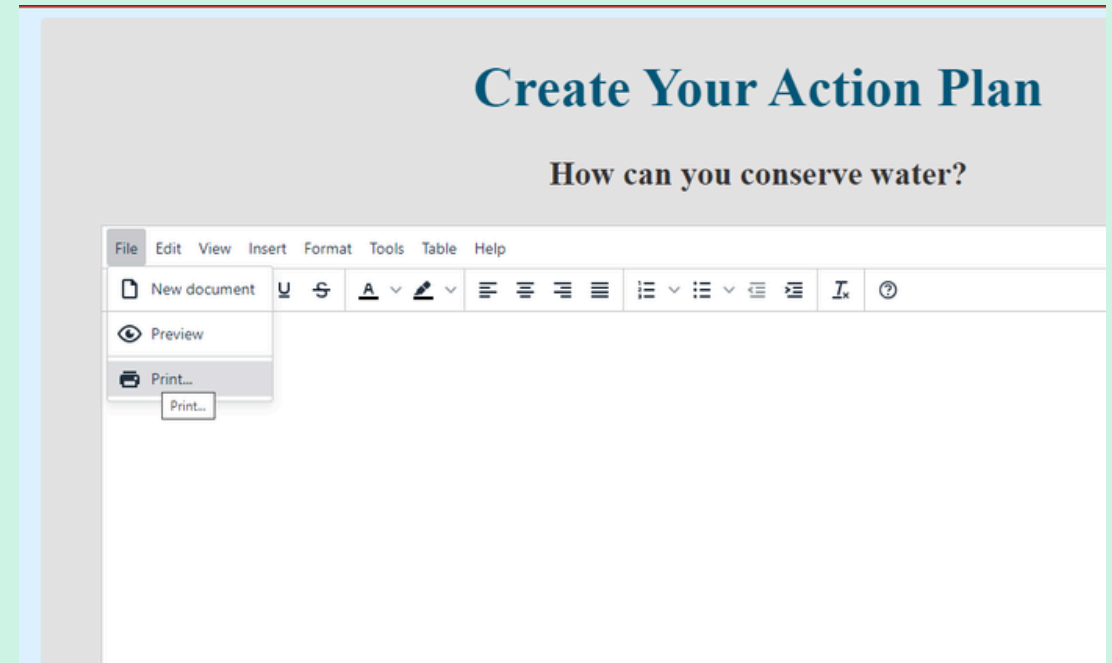 Create Your Action Plan
How can you conserve water?
File Edit View Insert Format Tools Table Help
New document U S A
Preview
Print...
Print...